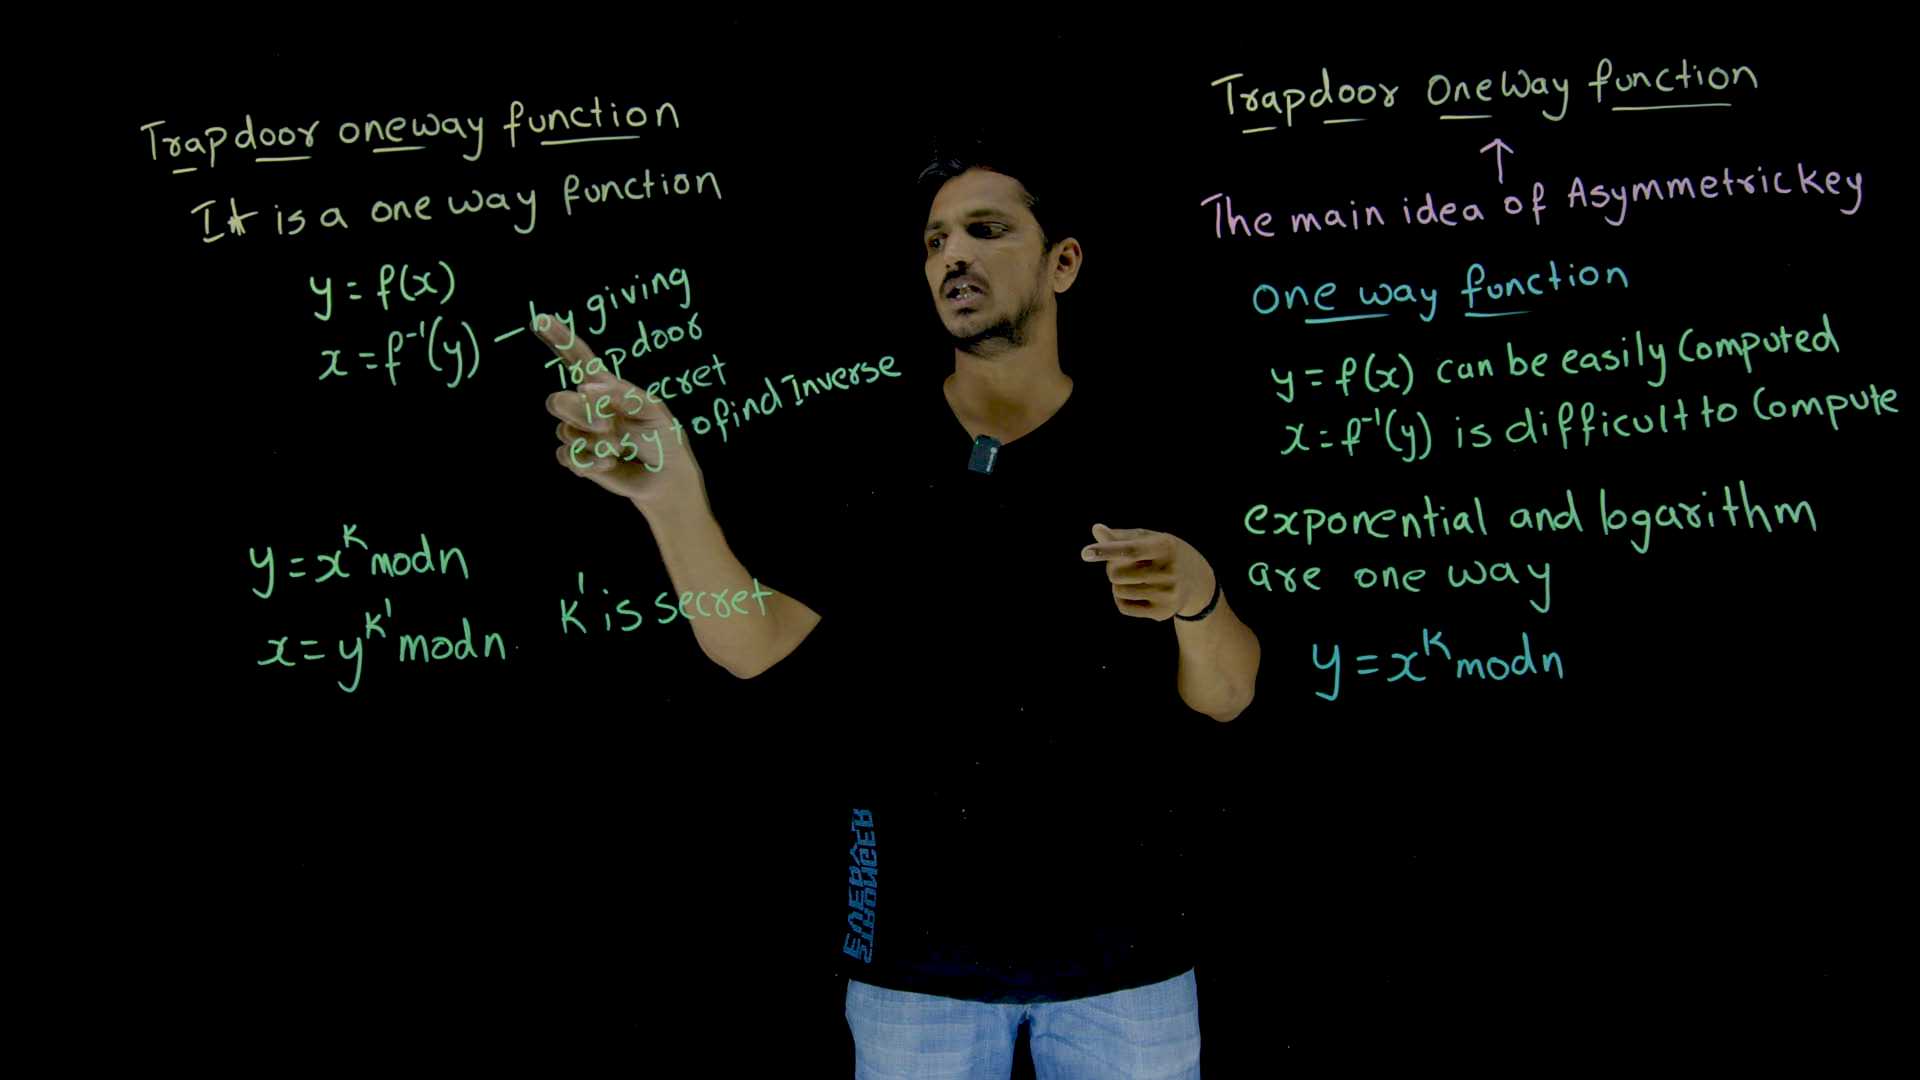 Trapdoor oneway function
It is a one way function
y = f(x)
x = f⁻¹(y) — by giving
Trapdoor
ie secret
easy to find Inverse
y = x^k mod n
x = y^k' mod n
k' is secret
Trapdoor OneWay function
↑
The main idea of Asymmetric key
One way function
y = f(x) can be easily Computed
x = f⁻¹(y) is difficult to Compute
exponential and logarithm
are one way
y = x^k mod n